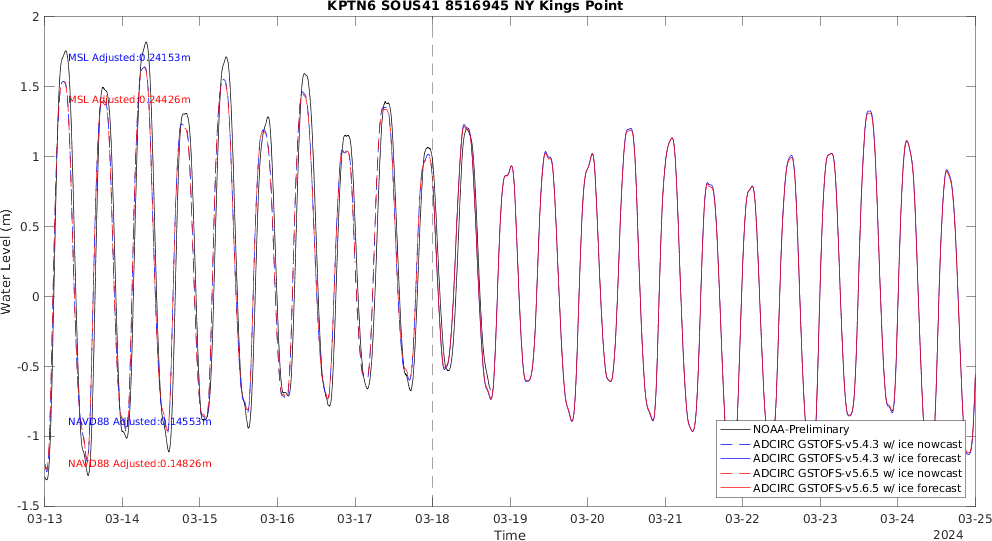 KPTN6 SOUS41 8516945 NY Kings Point
Water Level (m)
2
1.5
1
0.5
0
-0.5
-1
-1.5
MSL Adjusted:0.24153m
MSL Adjusted:0.24426m
NAVD88 Adjusted:0.14553m
NAVD88 Adjusted:0.14826m
NOAA-Preliminary
ADCIRC GSTOFS-v5.4.3 w/ ice nowcast
ADCIRC GSTOFS-v5.4.3 w/ ice forecast
ADCIRC GSTOFS-v5.6.5 w/ ice nowcast
ADCIRC GSTOFS-v5.6.5 w/ ice forecast
03-13 03-14 03-15 03-16 03-17 03-18 03-19 03-20 03-21 03-22 03-23 03-24 03-25
Time
2024